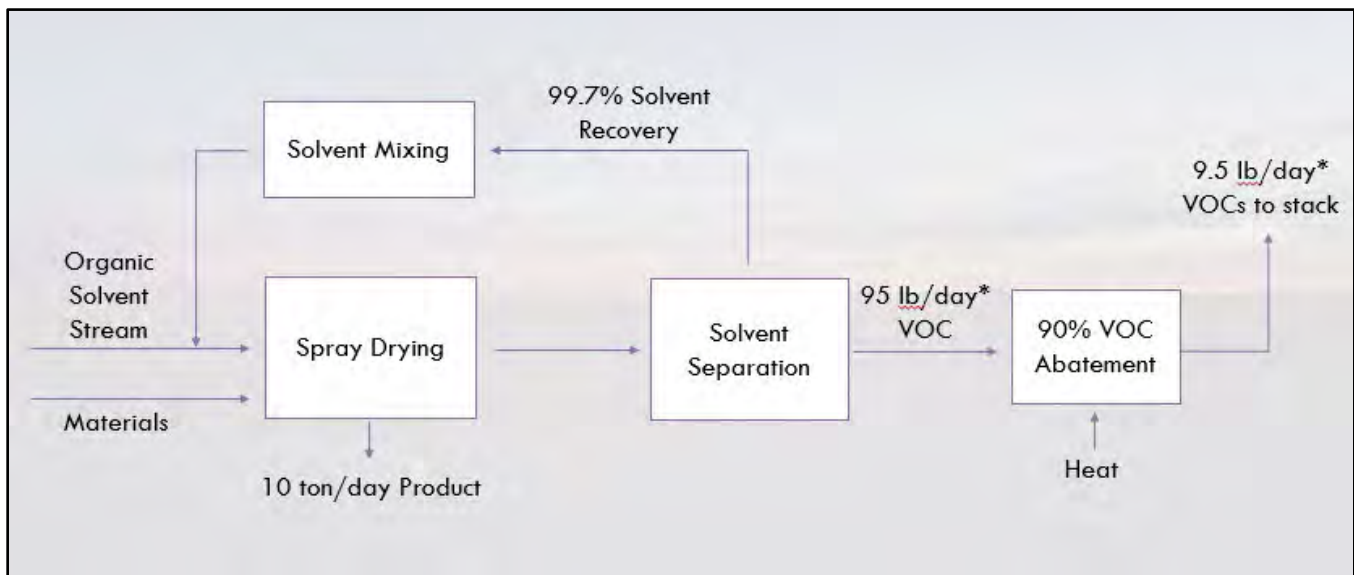 99.7% Solvent
Recovery
Solvent Mixing
9.5 lb/day*
VOCs to stack
Organic
Solvent
Stream
Spray Drying
Solvent
Separation
95 lb/day*
VOC
90% VOC
Abatement
Materials
Heat
10 ton/day Product